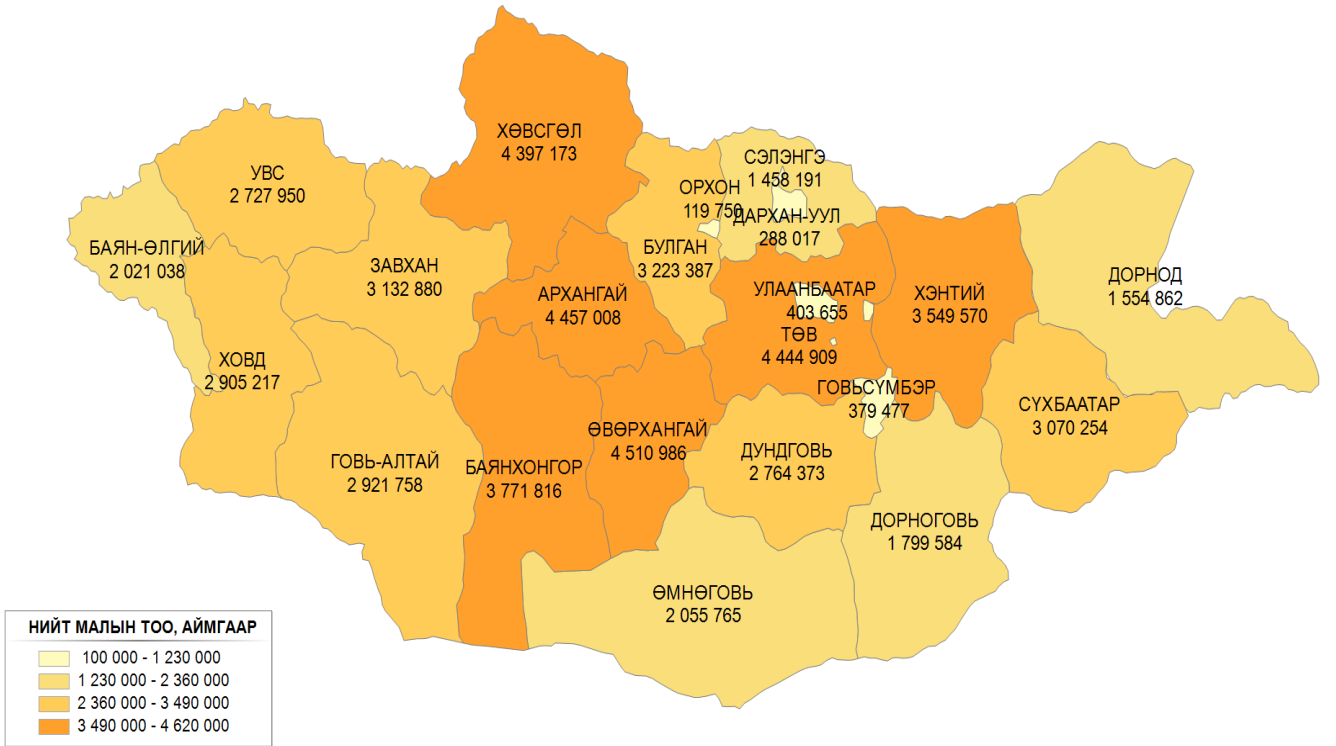 ХӨВСГӨЛ
4 397 173
УВС
2 727 950
СЭЛЭНГЭ
1 458 191
ОРХОН
119 750
ДАРХАН-УУЛ
288 017
БАЯН-ӨЛГИЙ
2 021 038
ЗАВХАН
3 132 880
БУЛГАН
3 223 387
АРХАНГАЙ
4 457 008
УЛААНБААТАР
403 655
ТӨВ
4 444 909
ХЭНТИЙ
3 549 570
ДОРНОД
1 554 862
ХОВД
2 905 217
ГОВЬСҮМБЭР
379 477
СҮХБААТАР
3 070 254
ӨВӨРХАНГАЙ
4 510 986
ДУНДГОВЬ
2 764 373
ГОВЬ-АЛТАЙ
2 921 758
БАЯНХОНГОР
3 771 816
ДОРНОГОВЬ
1 799 584
ӨМНӨГОВЬ
2 055 765
НИЙТ МАЛЫН ТОО, АЙМГААР
100 000 - 1 230 000
1 230 000 - 2 360 000
2 360 000 - 3 490 000
3 490 000 - 4 620 000